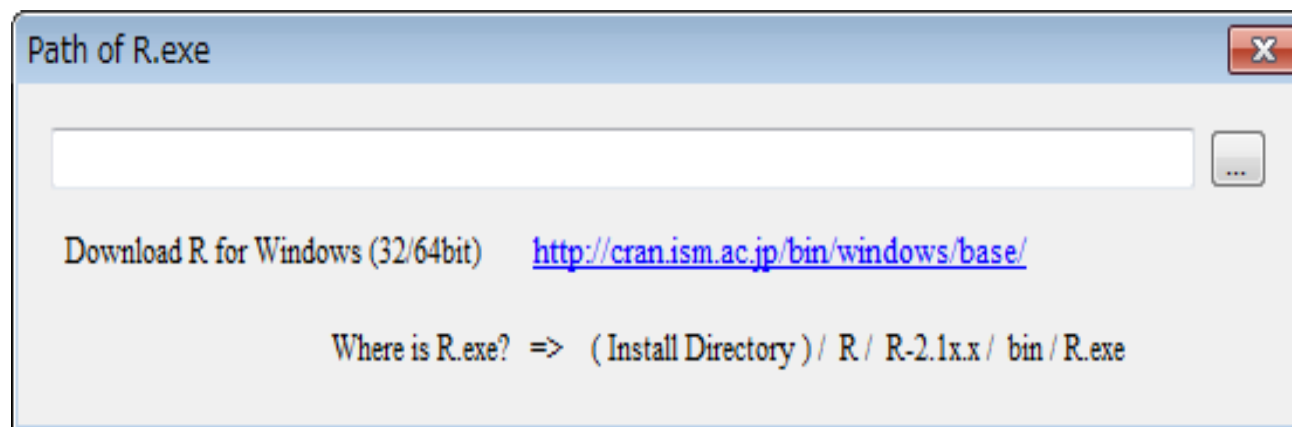 Path of R.exe
...
Download R for Windows (32/64bit) http://cran.ism.ac.jp/bin/windows/base/
Where is R.exe? => ( Install Directory ) / R / R-2.1x.x / bin / R.exe